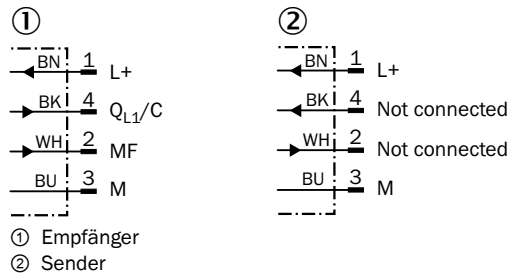 ①
BN 1 L+
BK 4 Q_L1/C
WH 2 MF
BU 3 M
②
BN 1 L+
BK 4 Not connected
WH 2 Not connected
BU 3 M
① Empfänger
② Sender